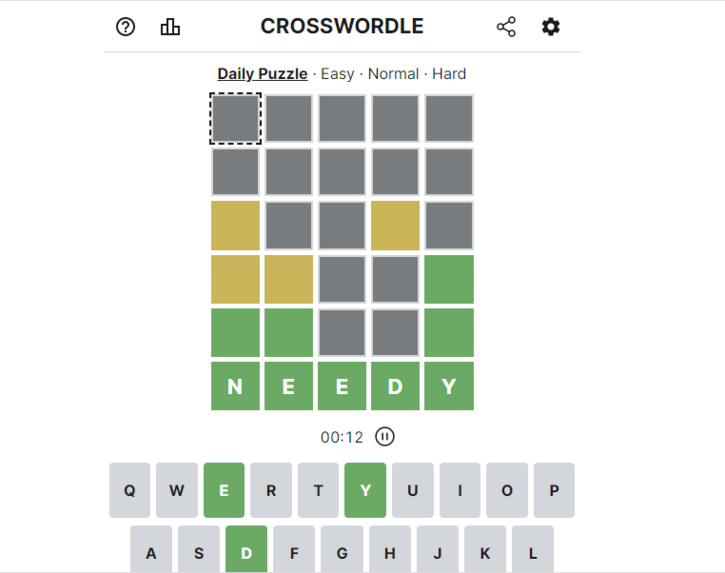 CROSSWORDLE
Daily Puzzle · Easy · Normal · Hard
N E E D Y
00:12
Q W E R T Y U I O P
A S D F G H J K L